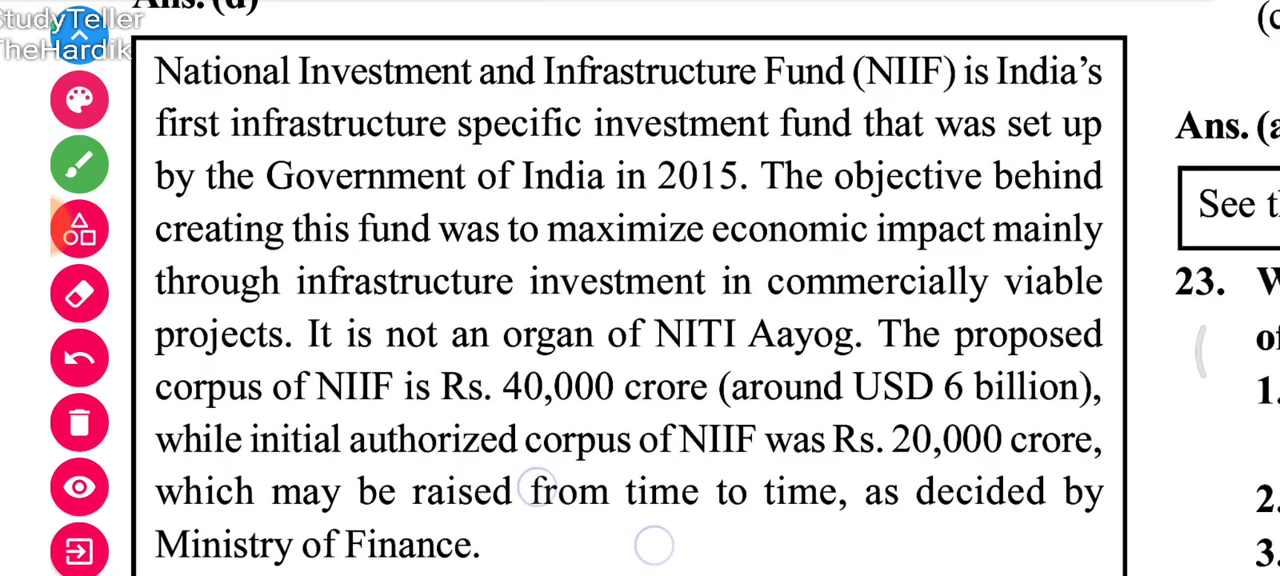 Ans. (d)
StudyTeller
TheHardik
National Investment and Infrastructure Fund (NIIF) is India's
first infrastructure specific investment fund that was set up
by the Government of India in 2015. The objective behind
creating this fund was to maximize economic impact mainly
through infrastructure investment in commercially viable
projects. It is not an organ of NITI Aayog. The proposed
corpus of NIIF is Rs. 40,000 crore (around USD 6 billion),
while initial authorized corpus of NIIF was Rs. 20,000 crore,
which may be raised from time to time, as decided by
Ministry of Finance.
Ans. (a
See t
23.
1.
2.
3.